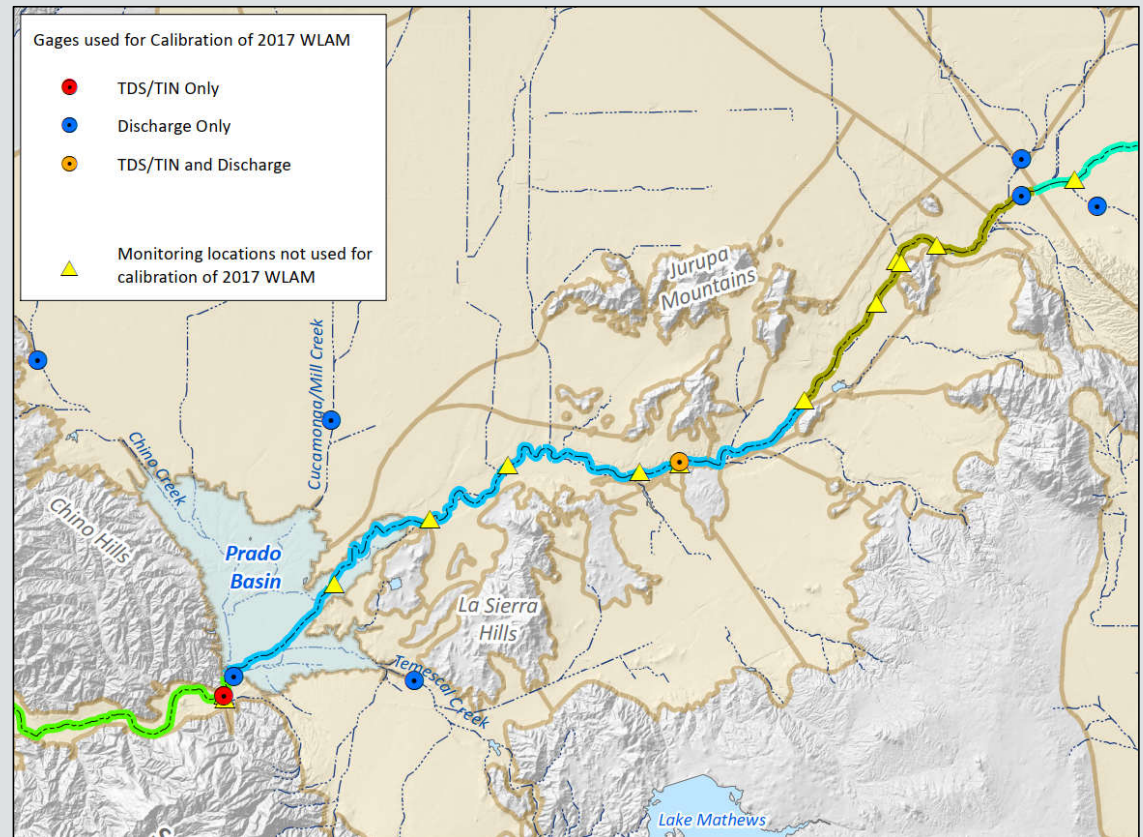 Gages used for Calibration of 2017 WLAM
TDS/TIN Only
Discharge Only
TDS/TIN and Discharge
Monitoring locations not used for
calibration of 2017 WLAM
Jurupa
Mountains
Cucamonga/Mill Creek
Chino Creek
Chino Hills
Prado
Basin
La Sierra
Hills
Temescal Creek
Lake Mathews
S